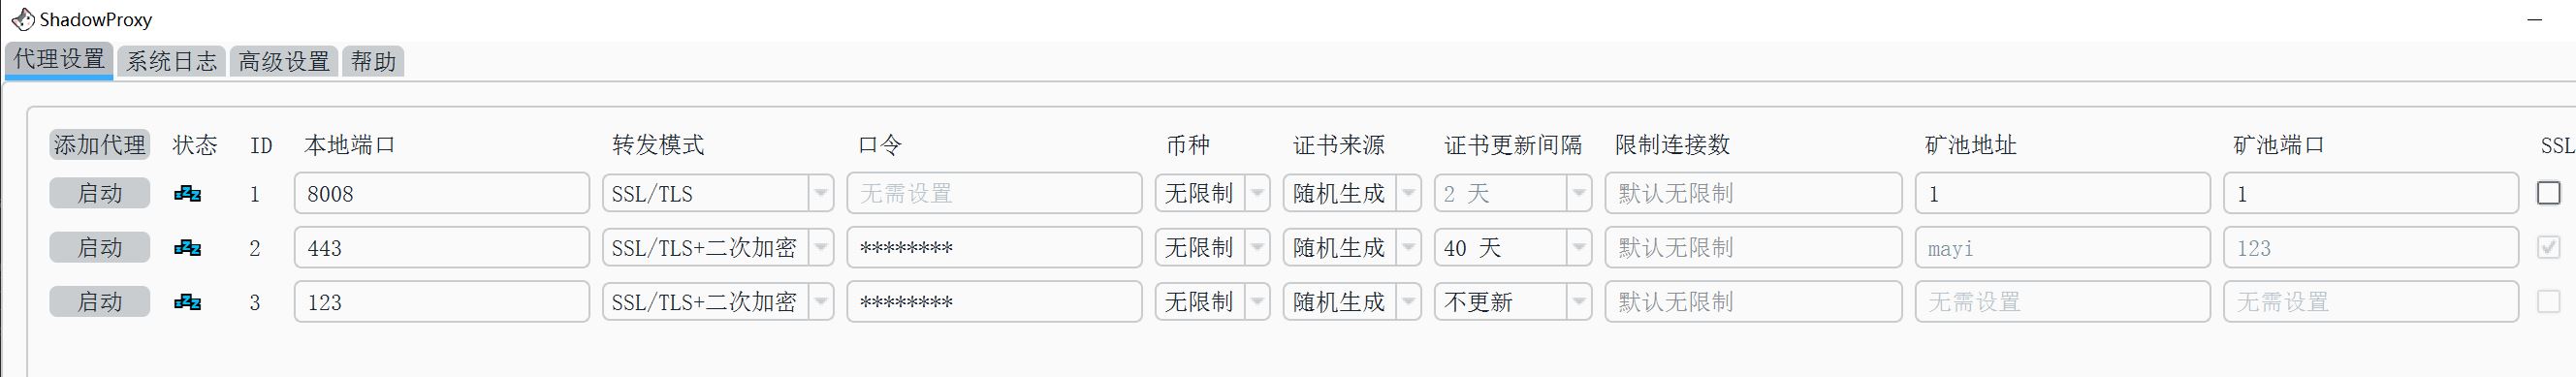 ShadowProxy
代理设置 系统日志 高级设置 帮助
添加代理 状态 ID 本地端口 转发模式 口令 币种 证书来源 证书更新间隔 限制连接数 矿池地址 矿池端口 SSL
启动 1 8008 SSL/TLS 无需设置 无限制 随机生成 2 天 默认无限制 1 1
启动 2 443 SSL/TLS+二次加密 ******** 无限制 随机生成 40 天 默认无限制 mayi 123
启动 3 123 SSL/TLS+二次加密 ******** 无限制 随机生成 不更新 默认无限制 无需设置 无需设置